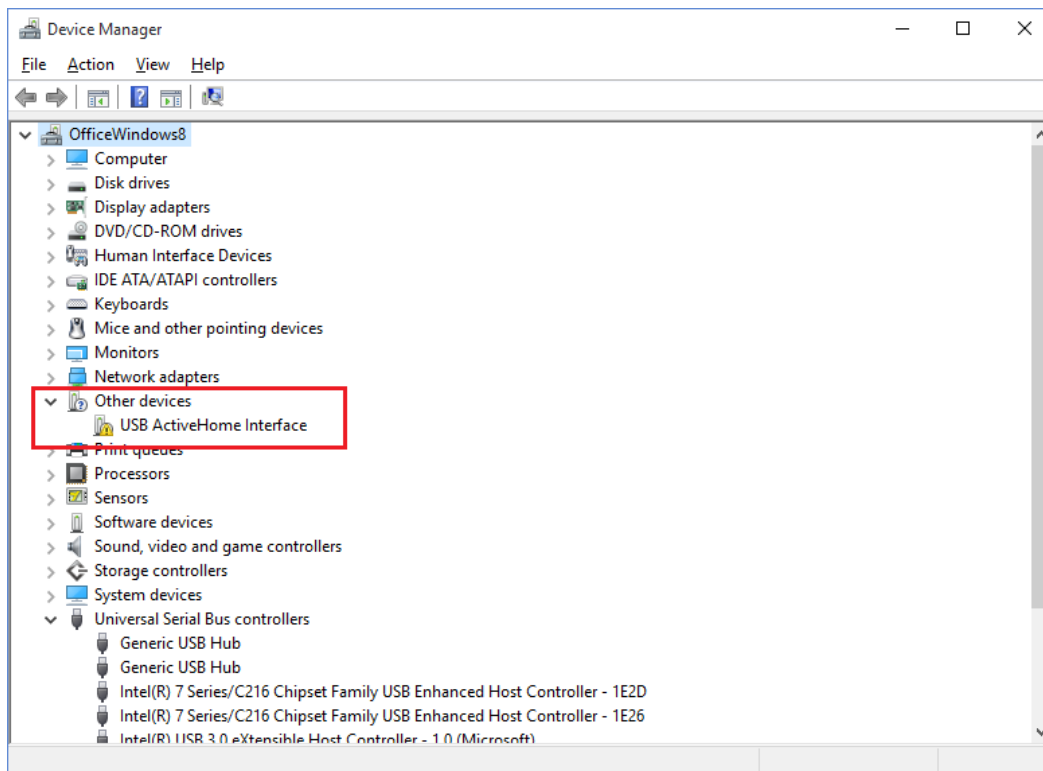 Device Manager
File Action View Help
OfficeWindows8
Computer
Disk drives
Display adapters
DVD/CD-ROM drives
Human Interface Devices
IDE ATA/ATAPI controllers
Keyboards
Mice and other pointing devices
Monitors
Network adapters
Other devices
USB ActiveHome Interface
Print queues
Processors
Sensors
Software devices
Sound, video and game controllers
Storage controllers
System devices
Universal Serial Bus controllers
Generic USB Hub
Generic USB Hub
Intel(R) 7 Series/C216 Chipset Family USB Enhanced Host Controller - 1E2D
Intel(R) 7 Series/C216 Chipset Family USB Enhanced Host Controller - 1E26
Intel(R) USB 3.0 eXtensible Host Controller - 1.0 (Microsoft)